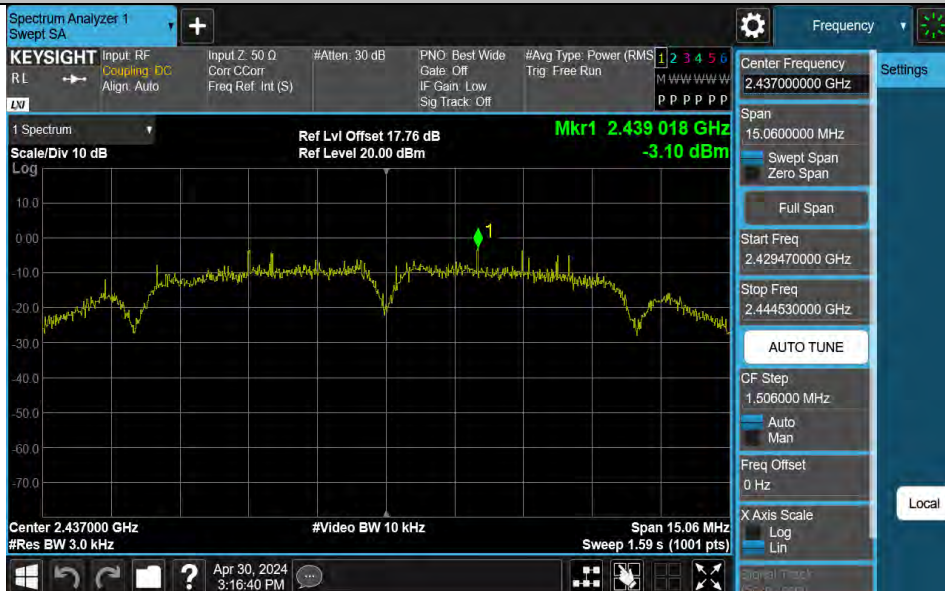 Spectrum Analyzer 1
Swept SA
+
Frequency
KEYSIGHT
RL
LXI
Input: RF
Coupling: DC
Align: Auto
Input Z: 50 Ω
Corr CCorr
Freq Ref: Int (S)
#Atten: 30 dB
PNO: Best Wide
Gate: Off
IF Gain: Low
Sig Track: Off
#Avg Type: Power (RMS
Trig: Free Run
1 2 3 4 5 6
M W W W W W
P P P P P P
1 Spectrum
Scale/Div 10 dB
Log
Ref Lvl Offset 17.76 dB
Ref Level 20.00 dBm
Mkr1 2.439 018 GHz
-3.10 dBm
10.0
0.00
-10.0
-20.0
-30.0
-40.0
-50.0
-60.0
-70.0
1
Center 2.437000 GHz
#Res BW 3.0 kHz
#Video BW 10 kHz
Span 15.06 MHz
Sweep 1.59 s (1001 pts)
?
Apr 30, 2024
3:16:40 PM
Center Frequency
2.437000000 GHz
Span
15.0600000 MHz
Swept Span
Zero Span
Full Span
Start Freq
2.429470000 GHz
Stop Freq
2.444530000 GHz
AUTO TUNE
CF Step
1.506000 MHz
Auto
Man
Freq Offset
0 Hz
X Axis Scale
Log
Lin
Signal Track
Settings
Local